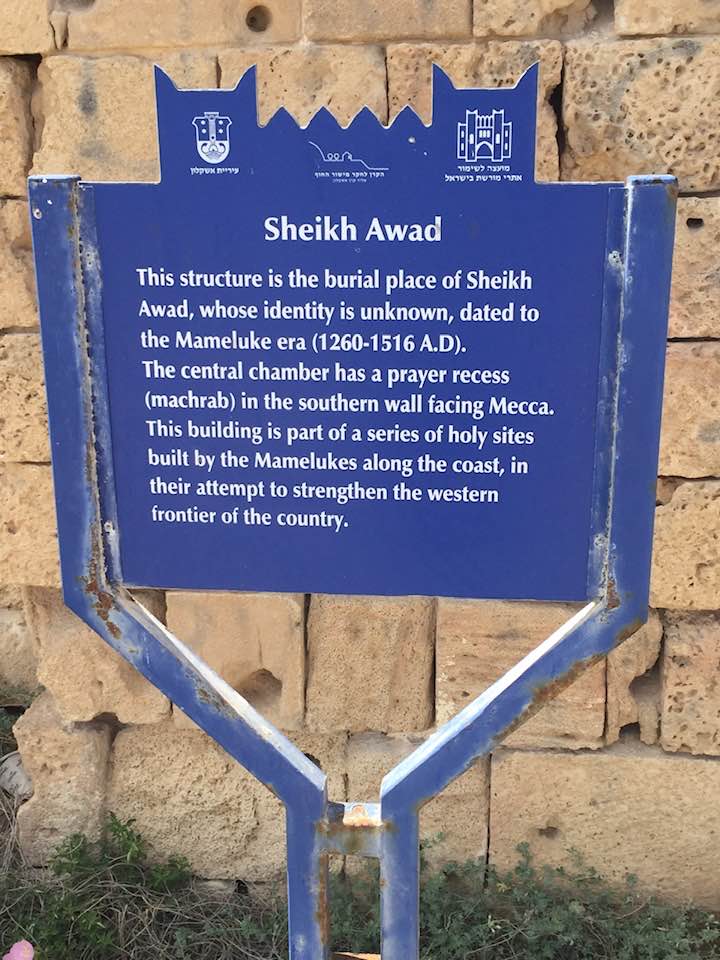 עיריית אשקלון
הקרן לחקר מישור החוף
מועצה לשימור
אתרי מורשת בישראל
Sheikh Awad
This structure is the burial place of Sheikh
Awad, whose identity is unknown, dated to
the Mameluke era (1260-1516 A.D).
The central chamber has a prayer recess
(machrab) in the southern wall facing Mecca.
This building is part of a series of holy sites
built by the Mamelukes along the coast, in
their attempt to strengthen the western
frontier of the country.